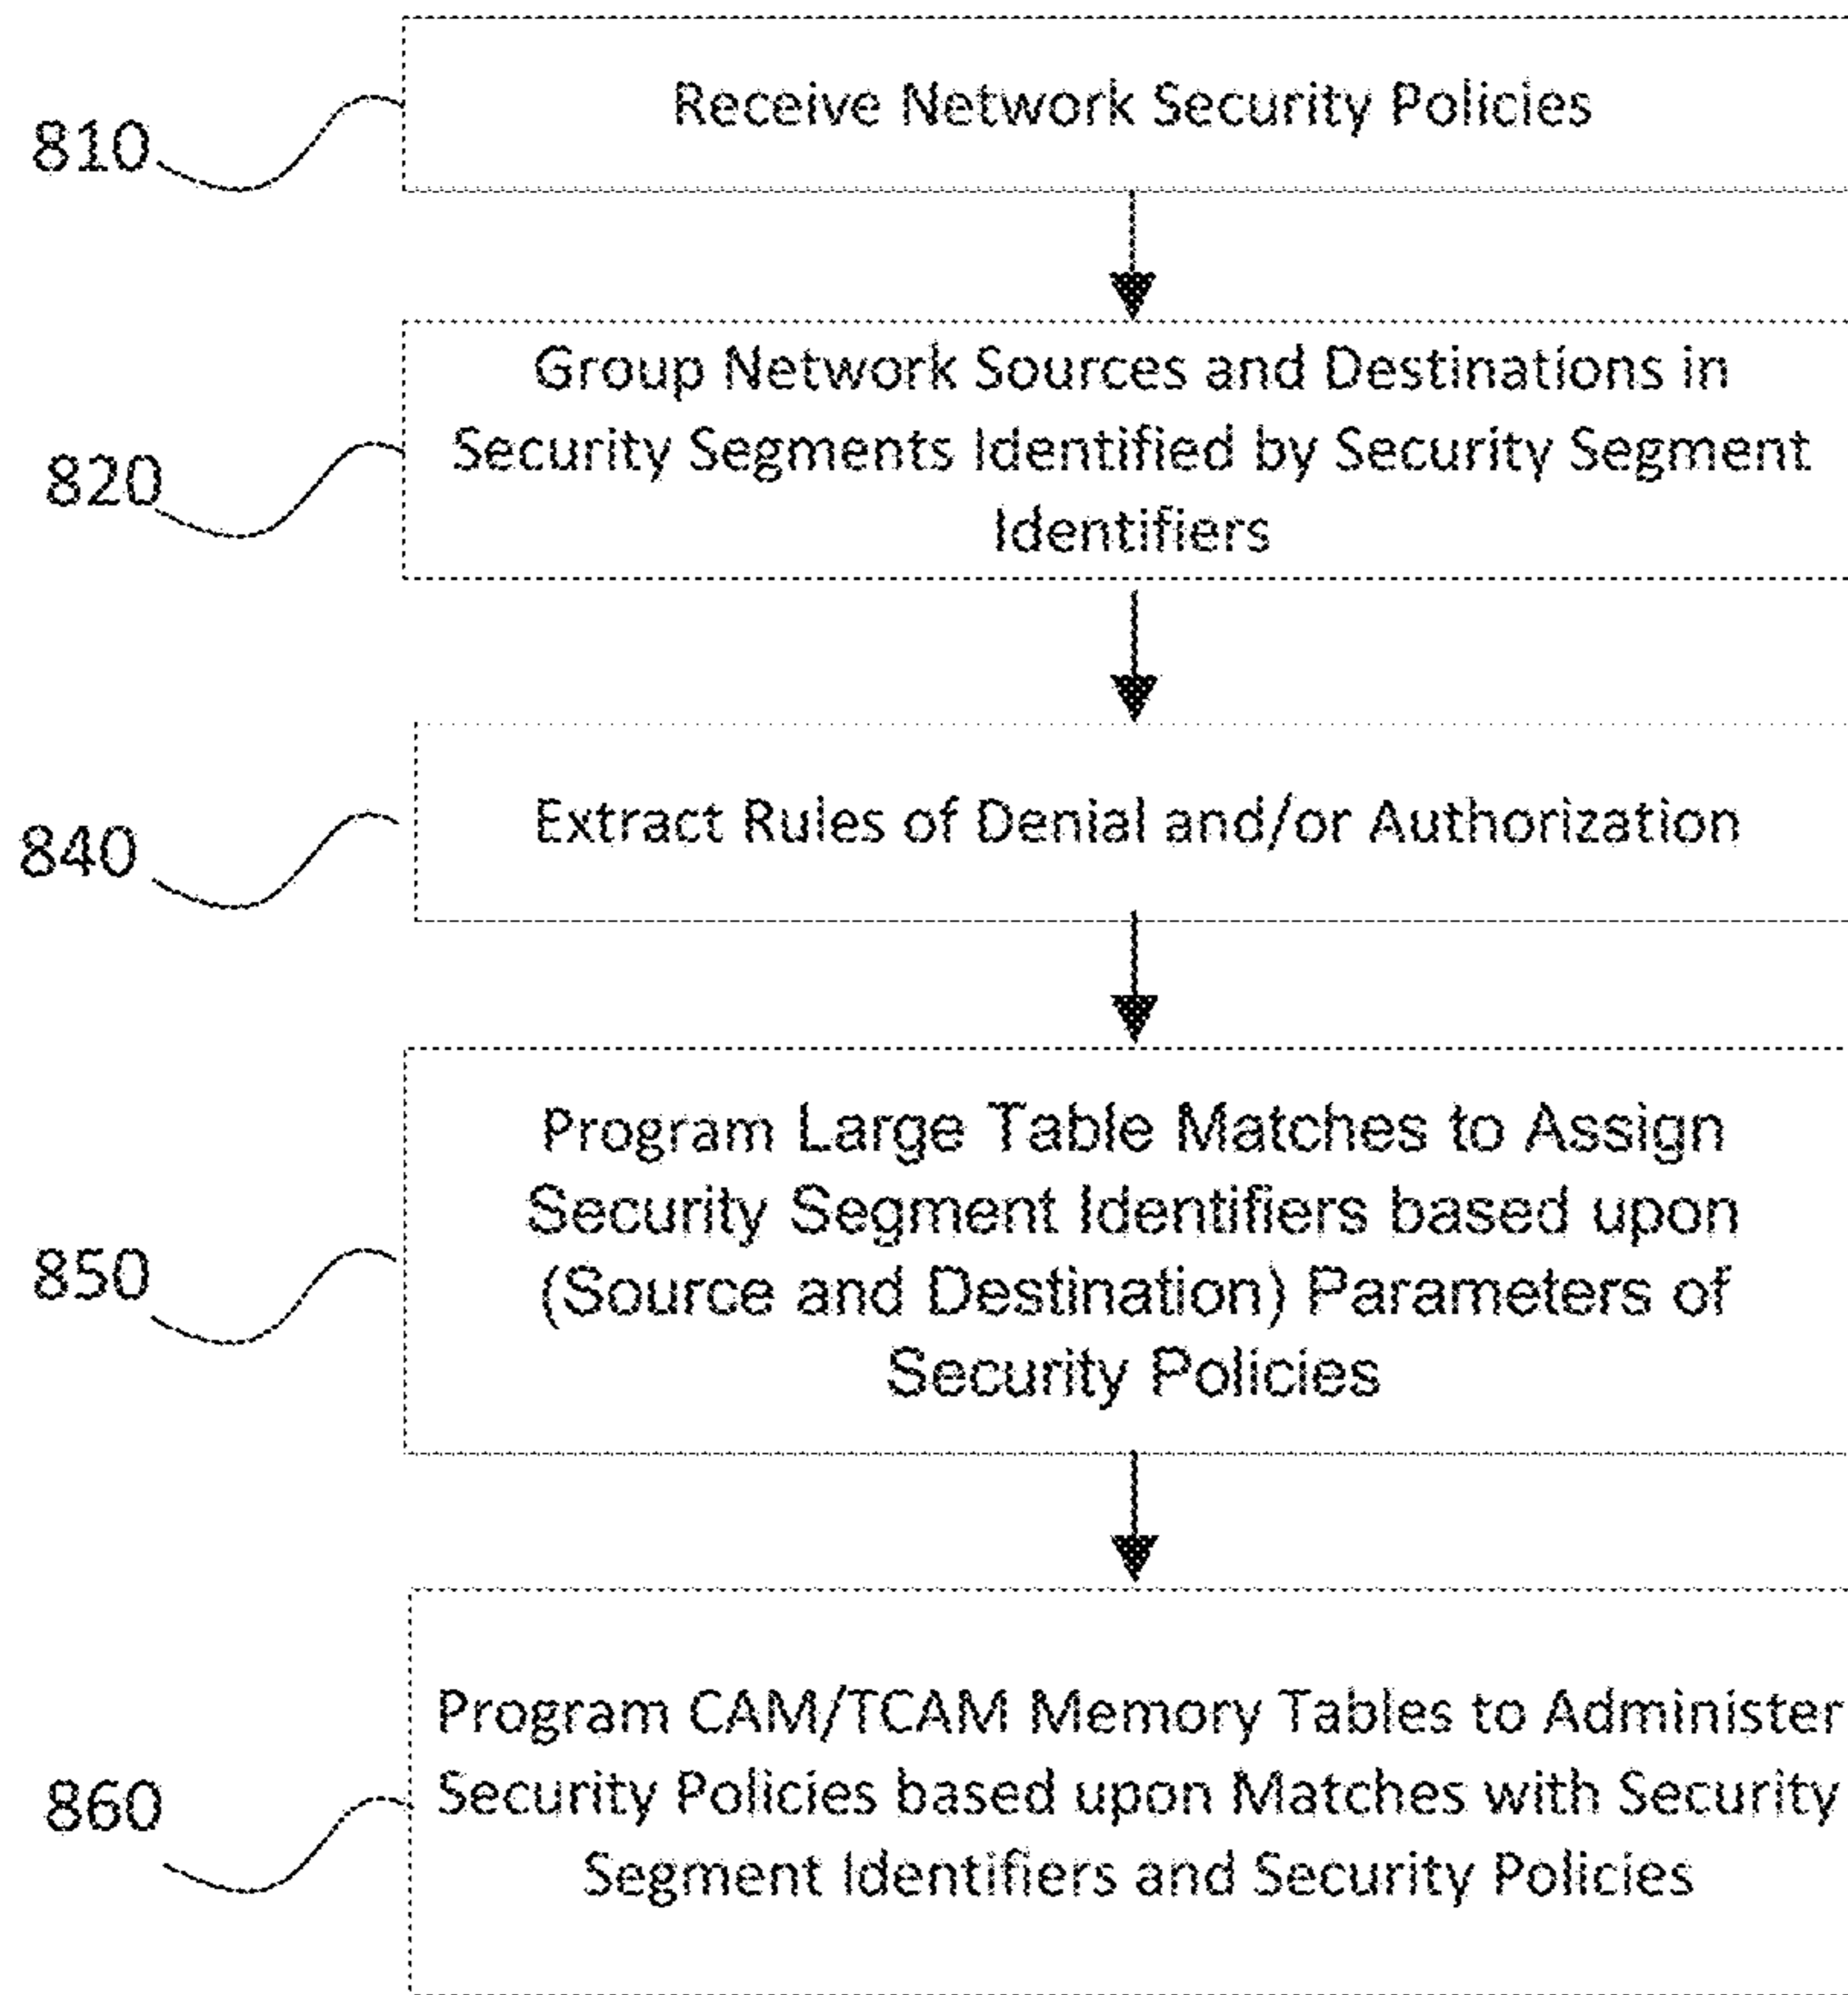 Receive Network Security Policies
810
Group Network Sources and Destinations in
Security Segments Identified by Security Segment
Identifiers
820
Extract Rules of Denial and/or Authorization
840
Program Large Table Matches to Assign
Security Segment Identifiers based upon
(Source and Destination) Parameters of
Security Policies
850
Program CAM/TCAM Memory Tables to Administer
Security Policies based upon Matches with Security
Segment Identifiers and Security Policies
860